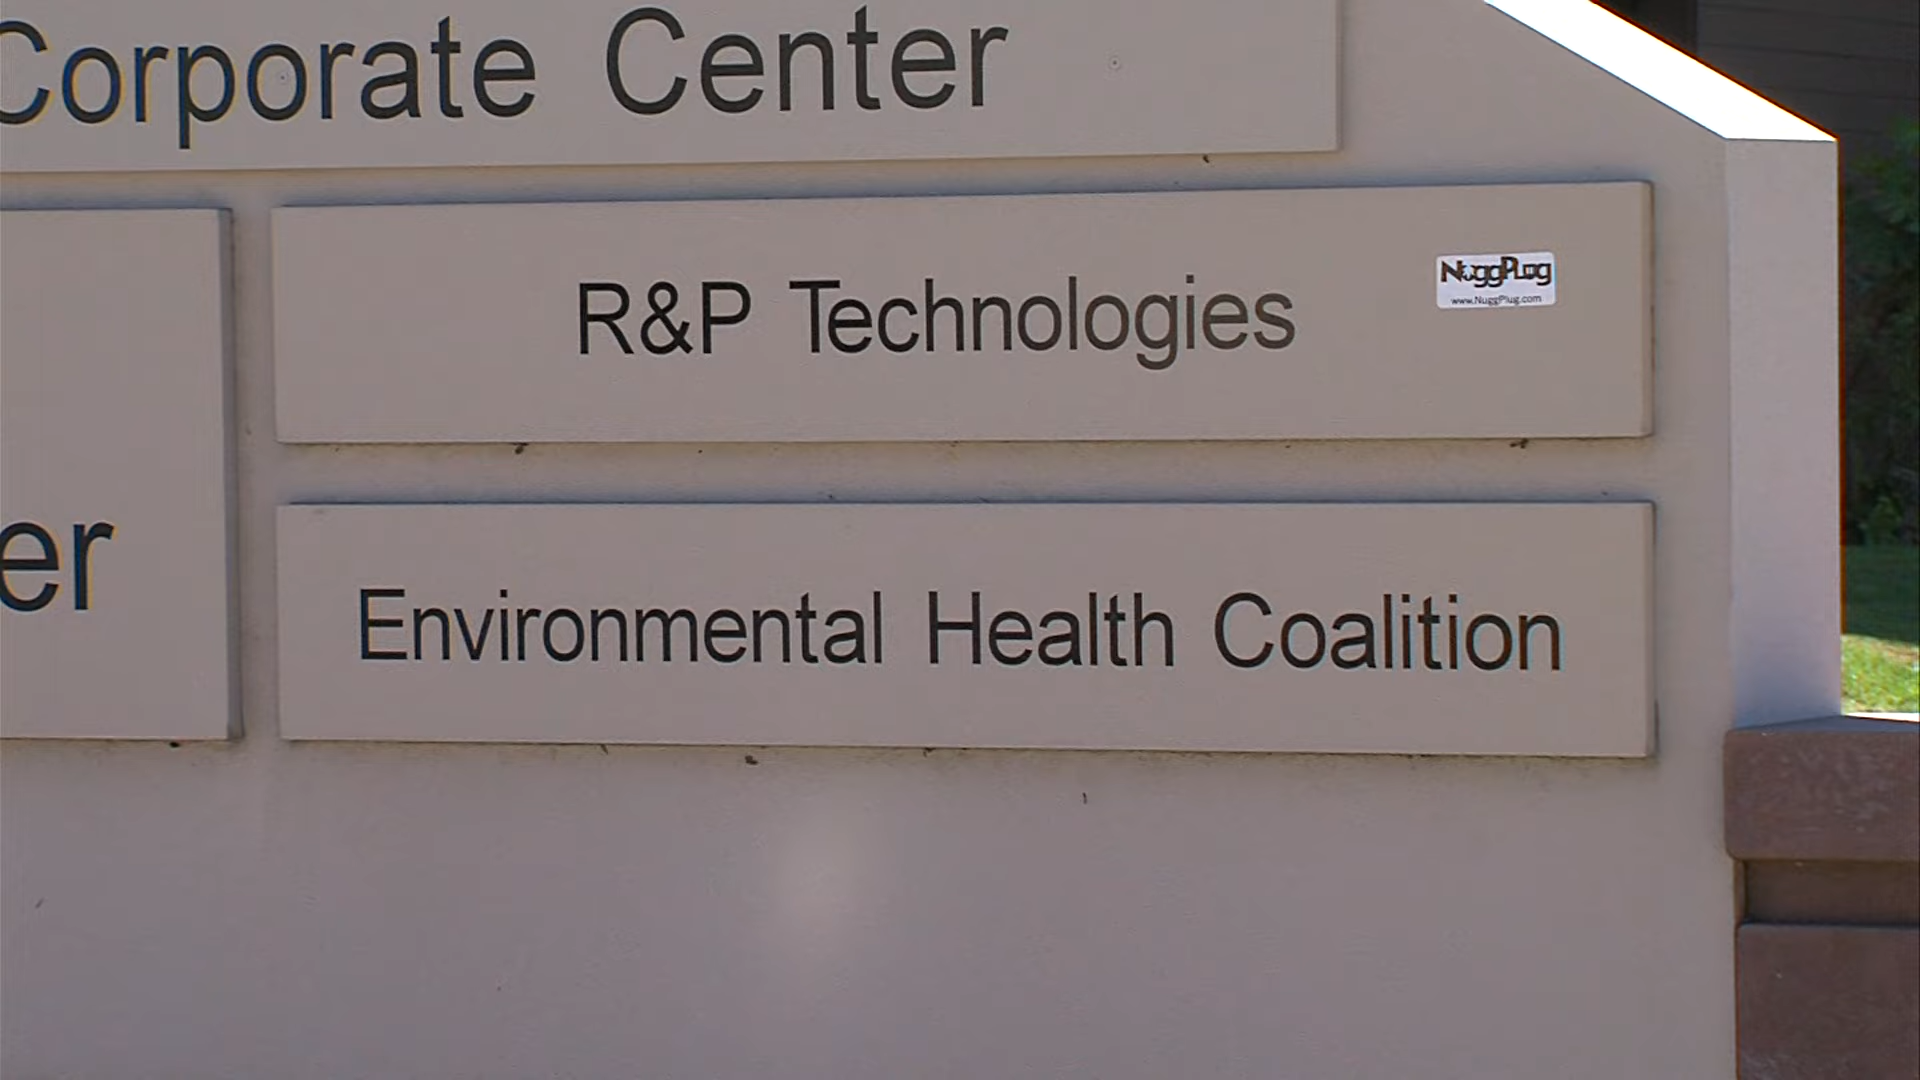 Corporate Center
R&P Technologies
NuggPlug
www.NuggPlug.com
er
Environmental Health Coalition